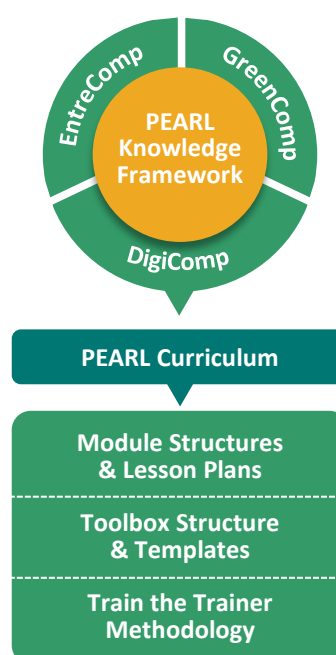 EntreComp
GreenComp
PEARL
Knowledge
Framework
DigiComp
PEARL Curriculum
Module Structures
& Lesson Plans
Toolbox Structure
& Templates
Train the Trainer
Methodology